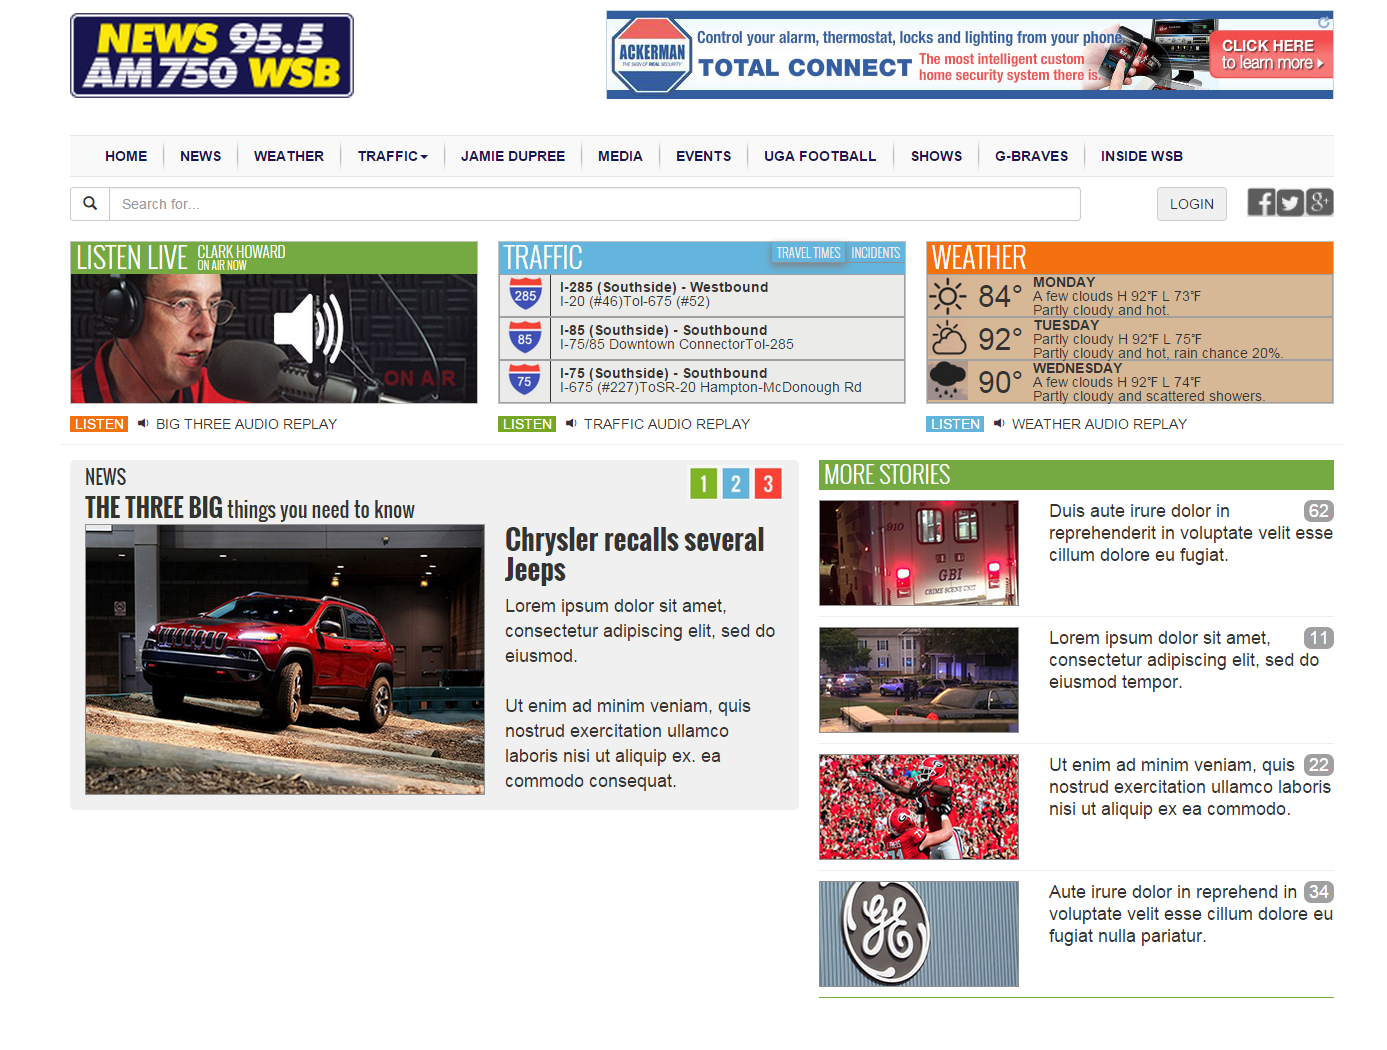 NEWS 95.5
AM750 WSB
ACKERMAN
THE SIGN OF REAL SECURITY
Control your alarm, thermostat, locks and lighting from your phone.
TOTAL CONNECT
The most intelligent custom
home security system there is.
CLICK HERE
to learn more
HOME
NEWS
WEATHER
TRAFFIC
JAMIE DUPREE
MEDIA
EVENTS
UGA FOOTBALL
SHOWS
G-BRAVES
INSIDE WSB
Search for...
LOGIN
LISTEN LIVE
CLARK HOWARD
ON AIR NOW
ON AIR
LISTEN
BIG THREE AUDIO REPLAY
TRAFFIC
TRAVEL TIMES
INCIDENTS
285
I-285 (Southside) - Westbound
I-20 (#46)ToI-675 (#52)
85
I-85 (Southside) - Southbound
I-75/85 Downtown ConnectorToI-285
75
I-75 (Southside) - Southbound
I-675 (#227)ToSR-20 Hampton-McDonough Rd
LISTEN
TRAFFIC AUDIO REPLAY
WEATHER
84°
MONDAY
A few clouds H 92°F L 73°F
Partly cloudy and hot.
92°
TUESDAY
Partly cloudy H 92°F L 75°F
Partly cloudy and hot, rain chance 20%.
90°
WEDNESDAY
A few clouds H 92°F L 74°F
Partly cloudy and scattered showers.
LISTEN
WEATHER AUDIO REPLAY
NEWS
THE THREE BIG things you need to know
1 2 3
Chrysler recalls several
Jeeps
Lorem ipsum dolor sit amet,
consectetur adipiscing elit, sed do
eiusmod.
Ut enim ad minim veniam, quis
nostrud exercitation ullamco
laboris nisi ut aliquip ex. ea
commodo consequat.
MORE STORIES
910
GBI
CRIME SCENE UNIT
Duis aute irure dolor in 62
reprehenderit in voluptate velit esse
cillum dolore eu fugiat.
Lorem ipsum dolor sit amet, 11
consectetur adipiscing elit, sed do
eiusmod tempor.
Ut enim ad minim veniam, quis 22
nostrud exercitation ullamco laboris
nisi ut aliquip ex ea commodo.
GE
Aute irure dolor in reprehend in 34
voluptate velit esse cillum dolore eu
fugiat nulla pariatur.